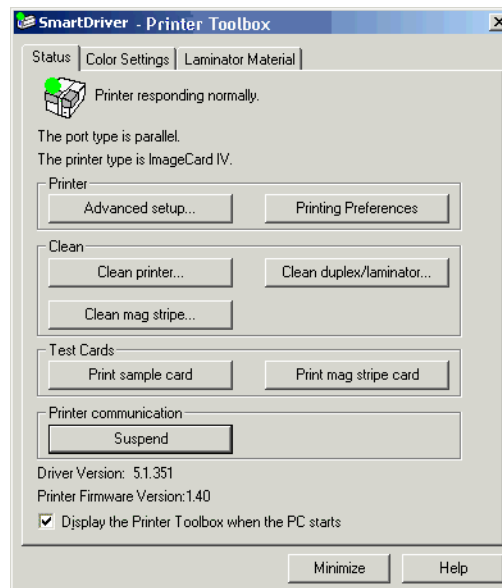 SmartDriver - Printer Toolbox
Status Color Settings Laminator Material
Printer responding normally.
The port type is parallel.
The printer type is ImageCard IV.
Printer
Advanced setup... Printing Preferences
Clean
Clean printer... Clean duplex/laminator...
Clean mag stripe...
Test Cards
Print sample card Print mag stripe card
Printer communication
Suspend
Driver Version: 5.1.351
Printer Firmware Version:1.40
Display the Printer Toolbox when the PC starts
Minimize Help